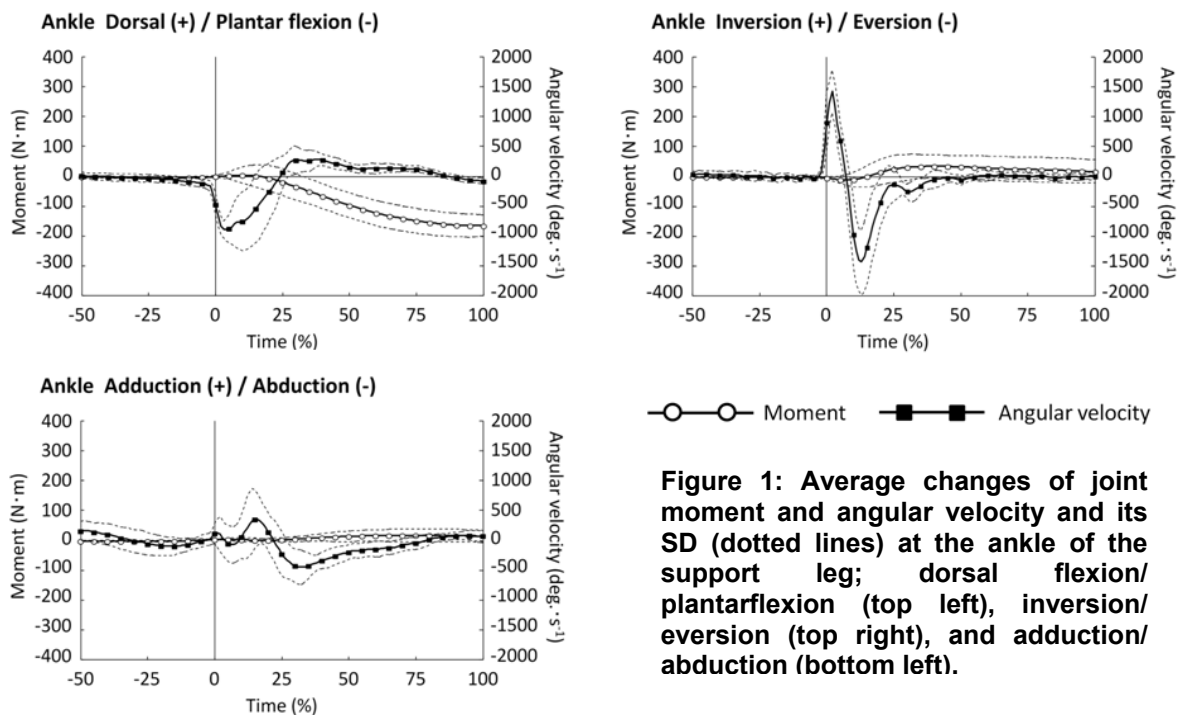 Ankle Dorsal (+) / Plantar flexion (-)
400
300
200
100
0
-100
-200
-300
-400
Moment (N·m)
2000
1500
1000
500
0
-500
-1000
-1500
-2000
Angular velocity (deg.·s-1)
-50 -25 0 25 50 75 100
Time (%)
Ankle Inversion (+) / Eversion (-)
400
300
200
100
0
-100
-200
-300
-400
Moment (N·m)
2000
1500
1000
500
0
-500
-1000
-1500
-2000
Angular velocity (deg.·s-1)
-50 -25 0 25 50 75 100
Time (%)
Ankle Adduction (+) / Abduction (-)
400
300
200
100
0
-100
-200
-300
-400
Moment (N·m)
2000
1500
1000
500
0
-500
-1000
-1500
-2000
Angular velocity (deg.·s-1)
-50 -25 0 25 50 75 100
Time (%)
Moment Angular velocity
Figure 1: Average changes of joint
moment and angular velocity and its
SD (dotted lines) at the ankle of the
support leg; dorsal flexion/
plantarflexion (top left), inversion/
eversion (top right), and adduction/
abduction (bottom left).